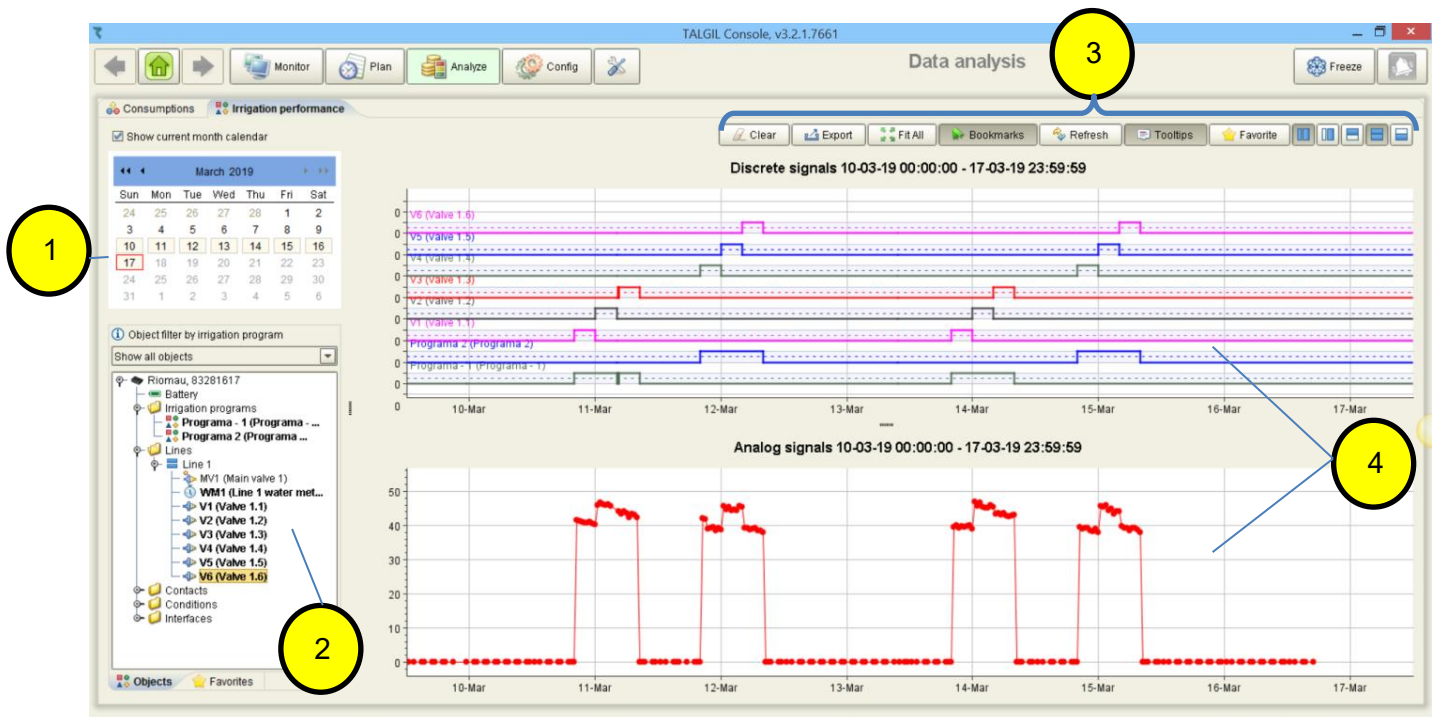 TALGIL Console, v3.2.1.7661
Monitor Plan Analyze Config Data analysis Freeze
3
Consumptions Irrigation performance
Show current month calendar
Clear Export Fit All Bookmarks Refresh Tooltips Favorite
March 2019
Sun Mon Tue Wed Thu Fri Sat
24 25 26 27 28 1 2
3 4 5 6 7 8 9
10 11 12 13 14 15 16
17 18 19 20 21 22 23
24 25 26 27 28 29 30
31 1 2 3 4 5 6
1
Object filter by irrigation program
Show all objects
Riomau, 83281617
Battery
Irrigation programs
Programa - 1 (Programa - ...
Programa 2 (Programa ...
Lines
Line 1
MV1 (Main valve 1)
WM1 (Line 1 water met...
V1 (Valve 1.1)
V2 (Valve 1.2)
V3 (Valve 1.3)
V4 (Valve 1.4)
V5 (Valve 1.5)
V6 (Valve 1.6)
Contacts
Conditions
Interfaces
2
Objects Favorites
Discrete signals 10-03-19 00:00:00 - 17-03-19 23:59:59
0 V6 (Valve 1.6)
0 V5 (Valve 1.5)
0 V4 (Valve 1.4)
0 V3 (Valve 1.3)
0 V2 (Valve 1.2)
0 V1 (Valve 1.1)
0 Programa 2 (Programa 2)
0 Programa - 1 (Programa - 1)
0
0 10-Mar 11-Mar 12-Mar 13-Mar 14-Mar 15-Mar 16-Mar 17-Mar
4
Analog signals 10-03-19 00:00:00 - 17-03-19 23:59:59
50
40
30
20
10
0
10-Mar 11-Mar 12-Mar 13-Mar 14-Mar 15-Mar 16-Mar 17-Mar